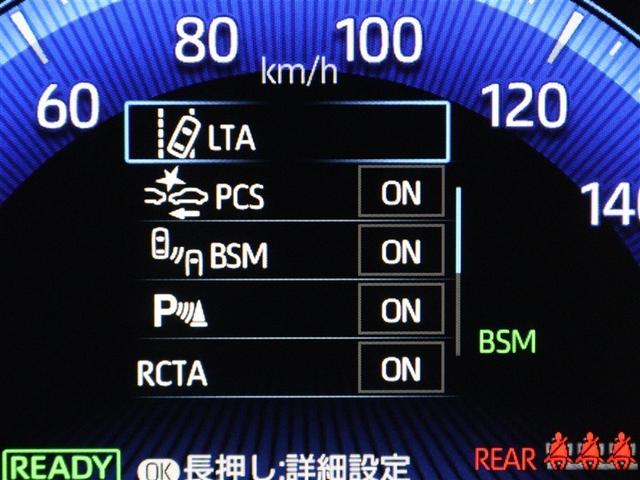 80 100
km/h
60 120
LTA
140
PCS ON
BSM ON
P ON
BSM
RCTA ON
READY OK 長押し:詳細設定 REAR